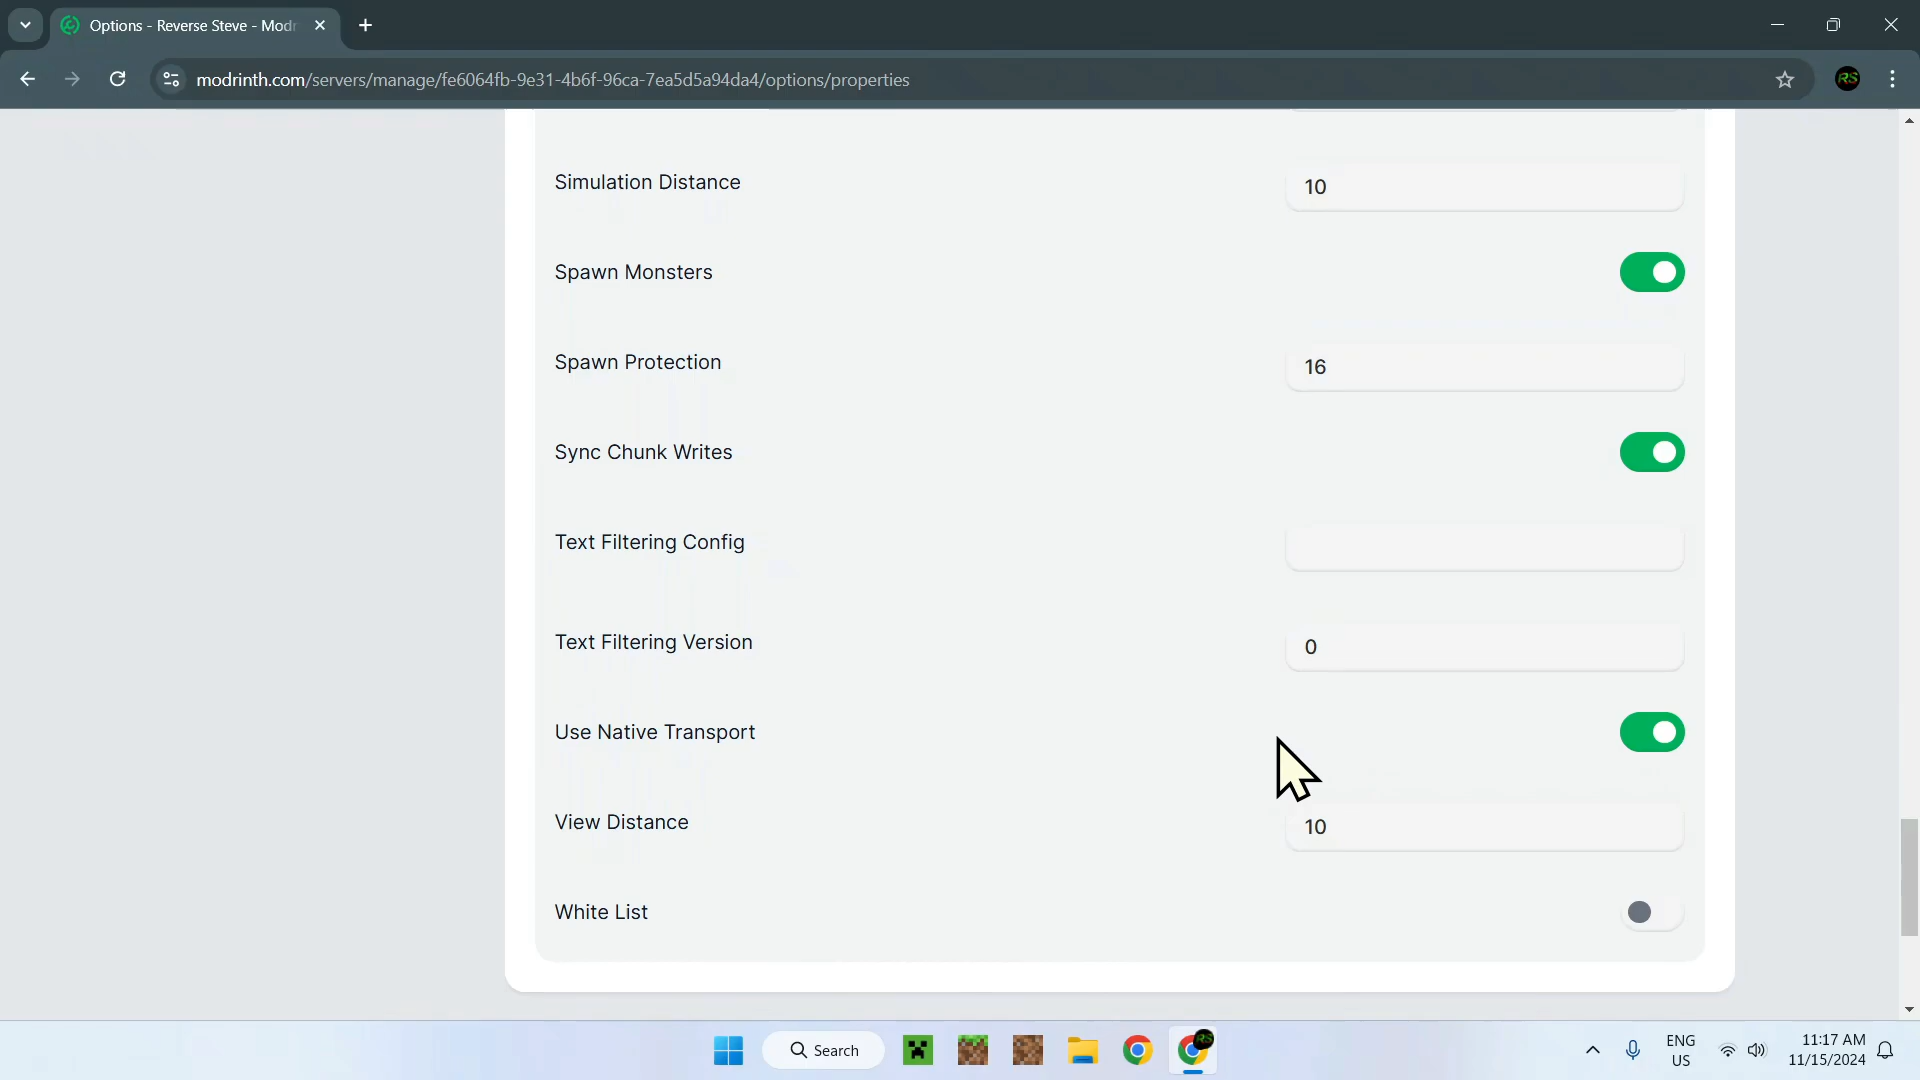 Options - Reverse Steve - Modr
modrinth.com/servers/manage/fe6064fb-9e31-4b6f-96ca-7ea5d5a94da4/options/properties
RS
Simulation Distance
10
Spawn Monsters
Spawn Protection
16
Sync Chunk Writes
Text Filtering Config
Text Filtering Version
0
Use Native Transport
View Distance
10
White List
Search
RS
ENG
US
11:17 AM
11/15/2024